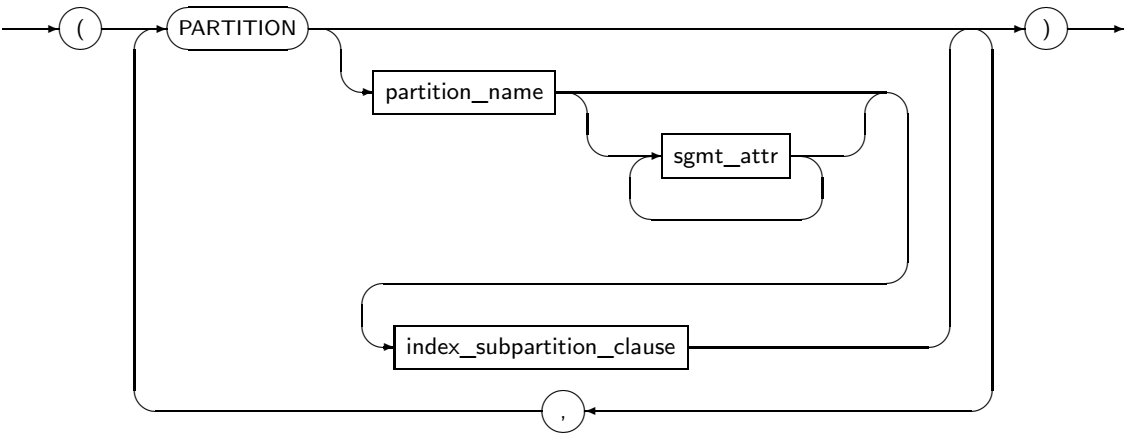 ( PARTITION )
partition_name
sgmt_attr
index_subpartition_clause
,